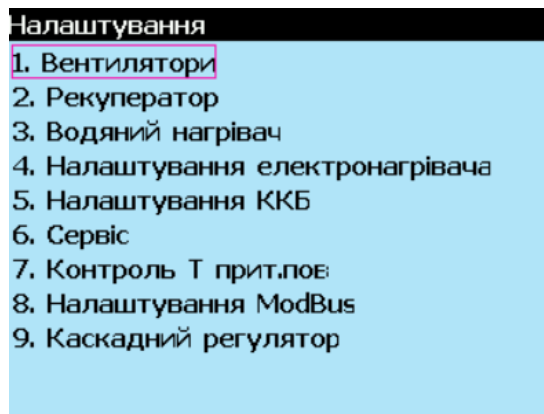 Налаштування
1. Вентилятори
2. Рекуператор
3. Водяний нагрівач
4. Налаштування електронагрівача
5. Налаштування ККБ
6. Сервіс
7. Контроль Т прит.пов
8. Налаштування ModBus
9. Каскадний регулятор